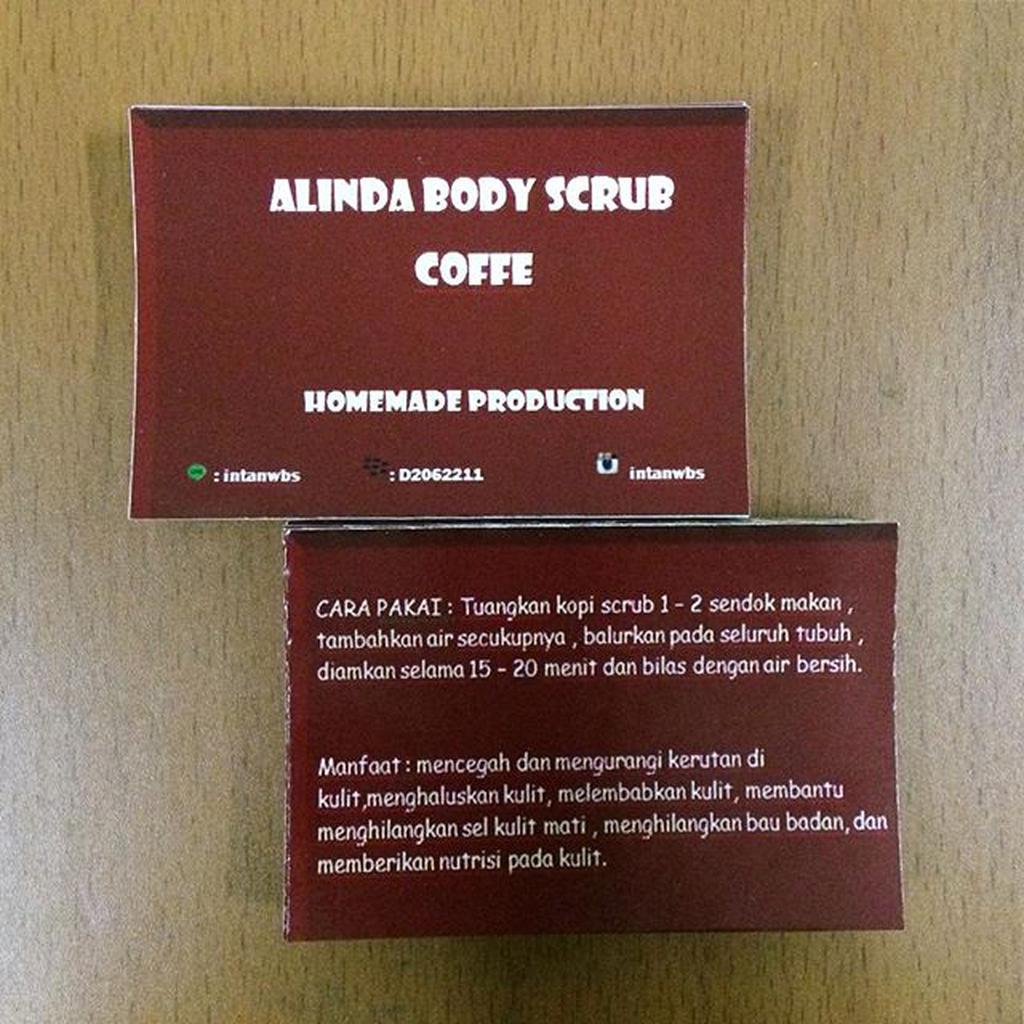 ALINDA BODY SCRUB
COFFE
HOMEMADE PRODUCTION
: intanwbs : D2062211 intanwbs
CARA PAKAI : Tuangkan kopi scrub 1 - 2 sendok makan ,
tambahkan air secukupnya , balurkan pada seluruh tubuh ,
diamkan selama 15 - 20 menit dan bilas dengan air bersih.
Manfaat : mencegah dan mengurangi kerutan di
kulit,menghaluskan kulit, melembabkan kulit, membantu
menghilangkan sel kulit mati , menghilangkan bau badan, dan
memberikan nutrisi pada kulit.